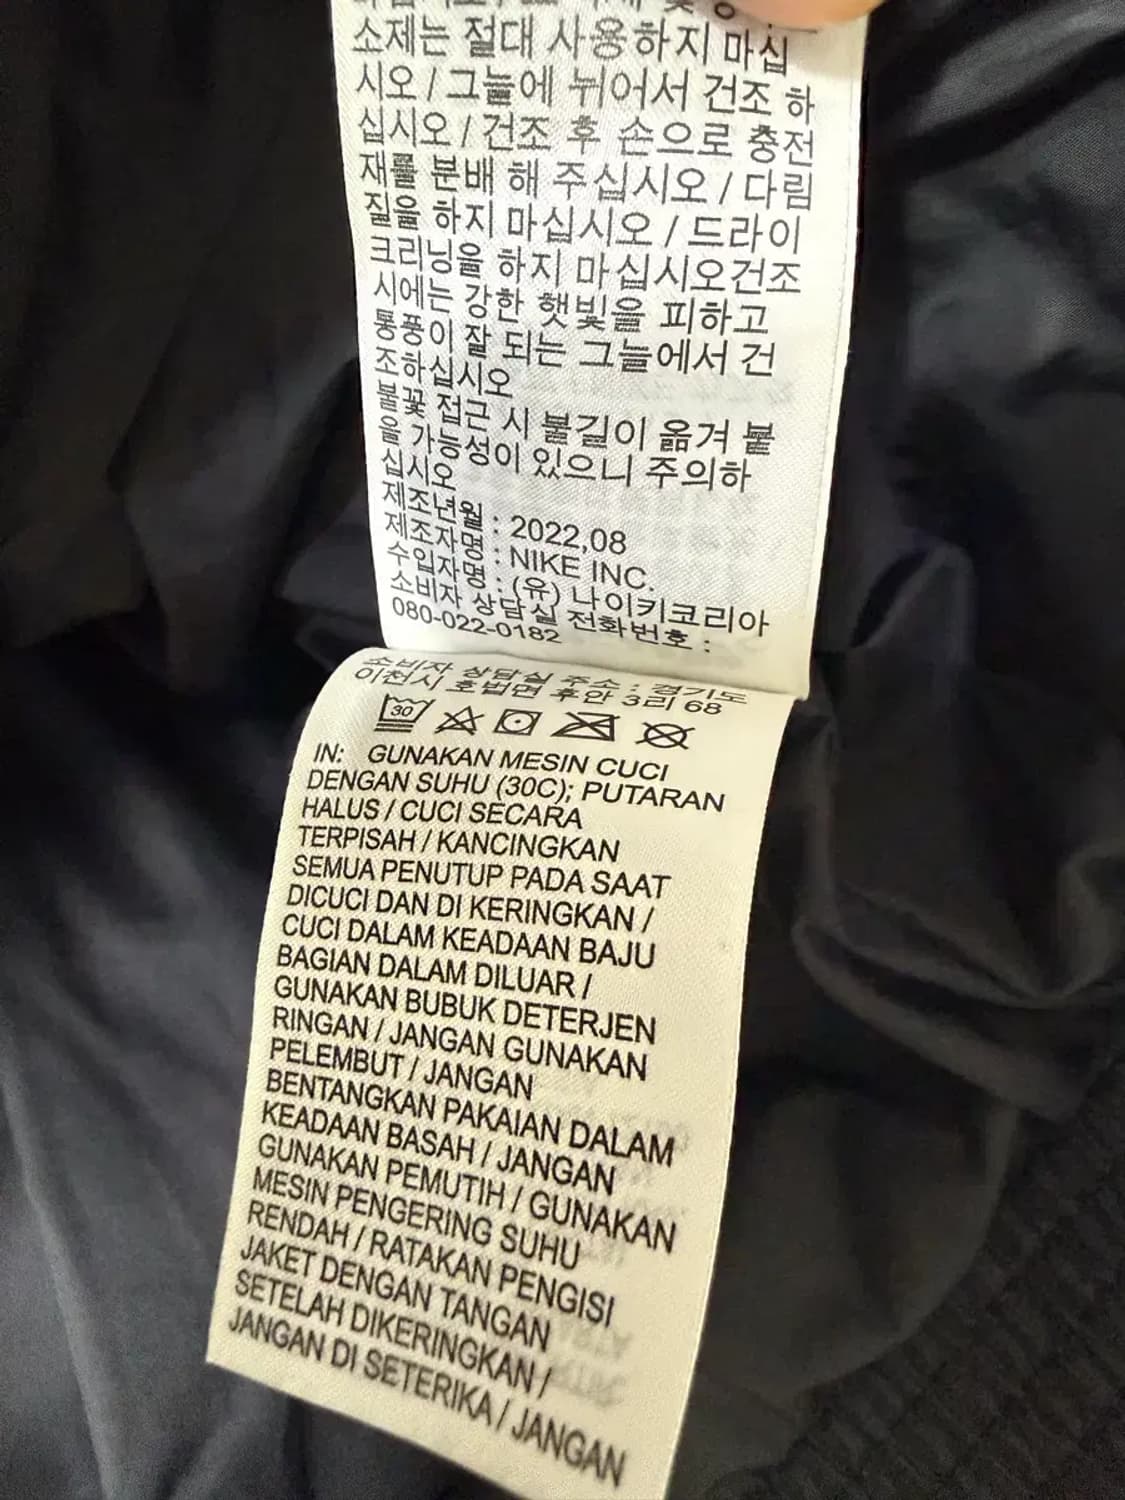 소제는 절대 사용하지 마십
시오 / 그늘에 뉘어서 건조 하
십시오 / 건조 후 손으로 충전
재를 분배 해 주십시오 / 다림
질을 하지 마십시오 / 드라이
크리닝을 하지 마십시오건조
시에는 강한 햇빛을 피하고
통풍이 잘 되는 그늘에서 건
조하십시오
불꽃 접근 시 불길이 옮겨 붙
을 가능성이 있으니 주의하
십시오
제조년월 : 2022,08
제조자명 : NIKE INC.
수입자명 : (유) 나이키코리아
소비자 상담실 전화번호 :
080-022-0182
소비자 상담실 주소 : 경기도
이천시 호법면 후안 3리 68
30
IN: GUNAKAN MESIN CUCI
DENGAN SUHU (30C); PUTARAN
HALUS / CUCI SECARA
TERPISAH / KANCINGKAN
SEMUA PENUTUP PADA SAAT
DICUCI DAN DI KERINGKAN /
CUCI DALAM KEADAAN BAJU
BAGIAN DALAM DILUAR /
GUNAKAN BUBUK DETERJEN
RINGAN / JANGAN GUNAKAN
PELEMBUT / JANGAN
BENTANGKAN PAKAIAN DALAM
KEADAAN BASAH / JANGAN
GUNAKAN PEMUTIH / GUNAKAN
MESIN PENGERING SUHU
RENDAH / RATAKAN PENGISI
JAKET DENGAN TANGAN
SETELAH DIKERINGKAN /
JANGAN DI SETERIKA / JANGAN